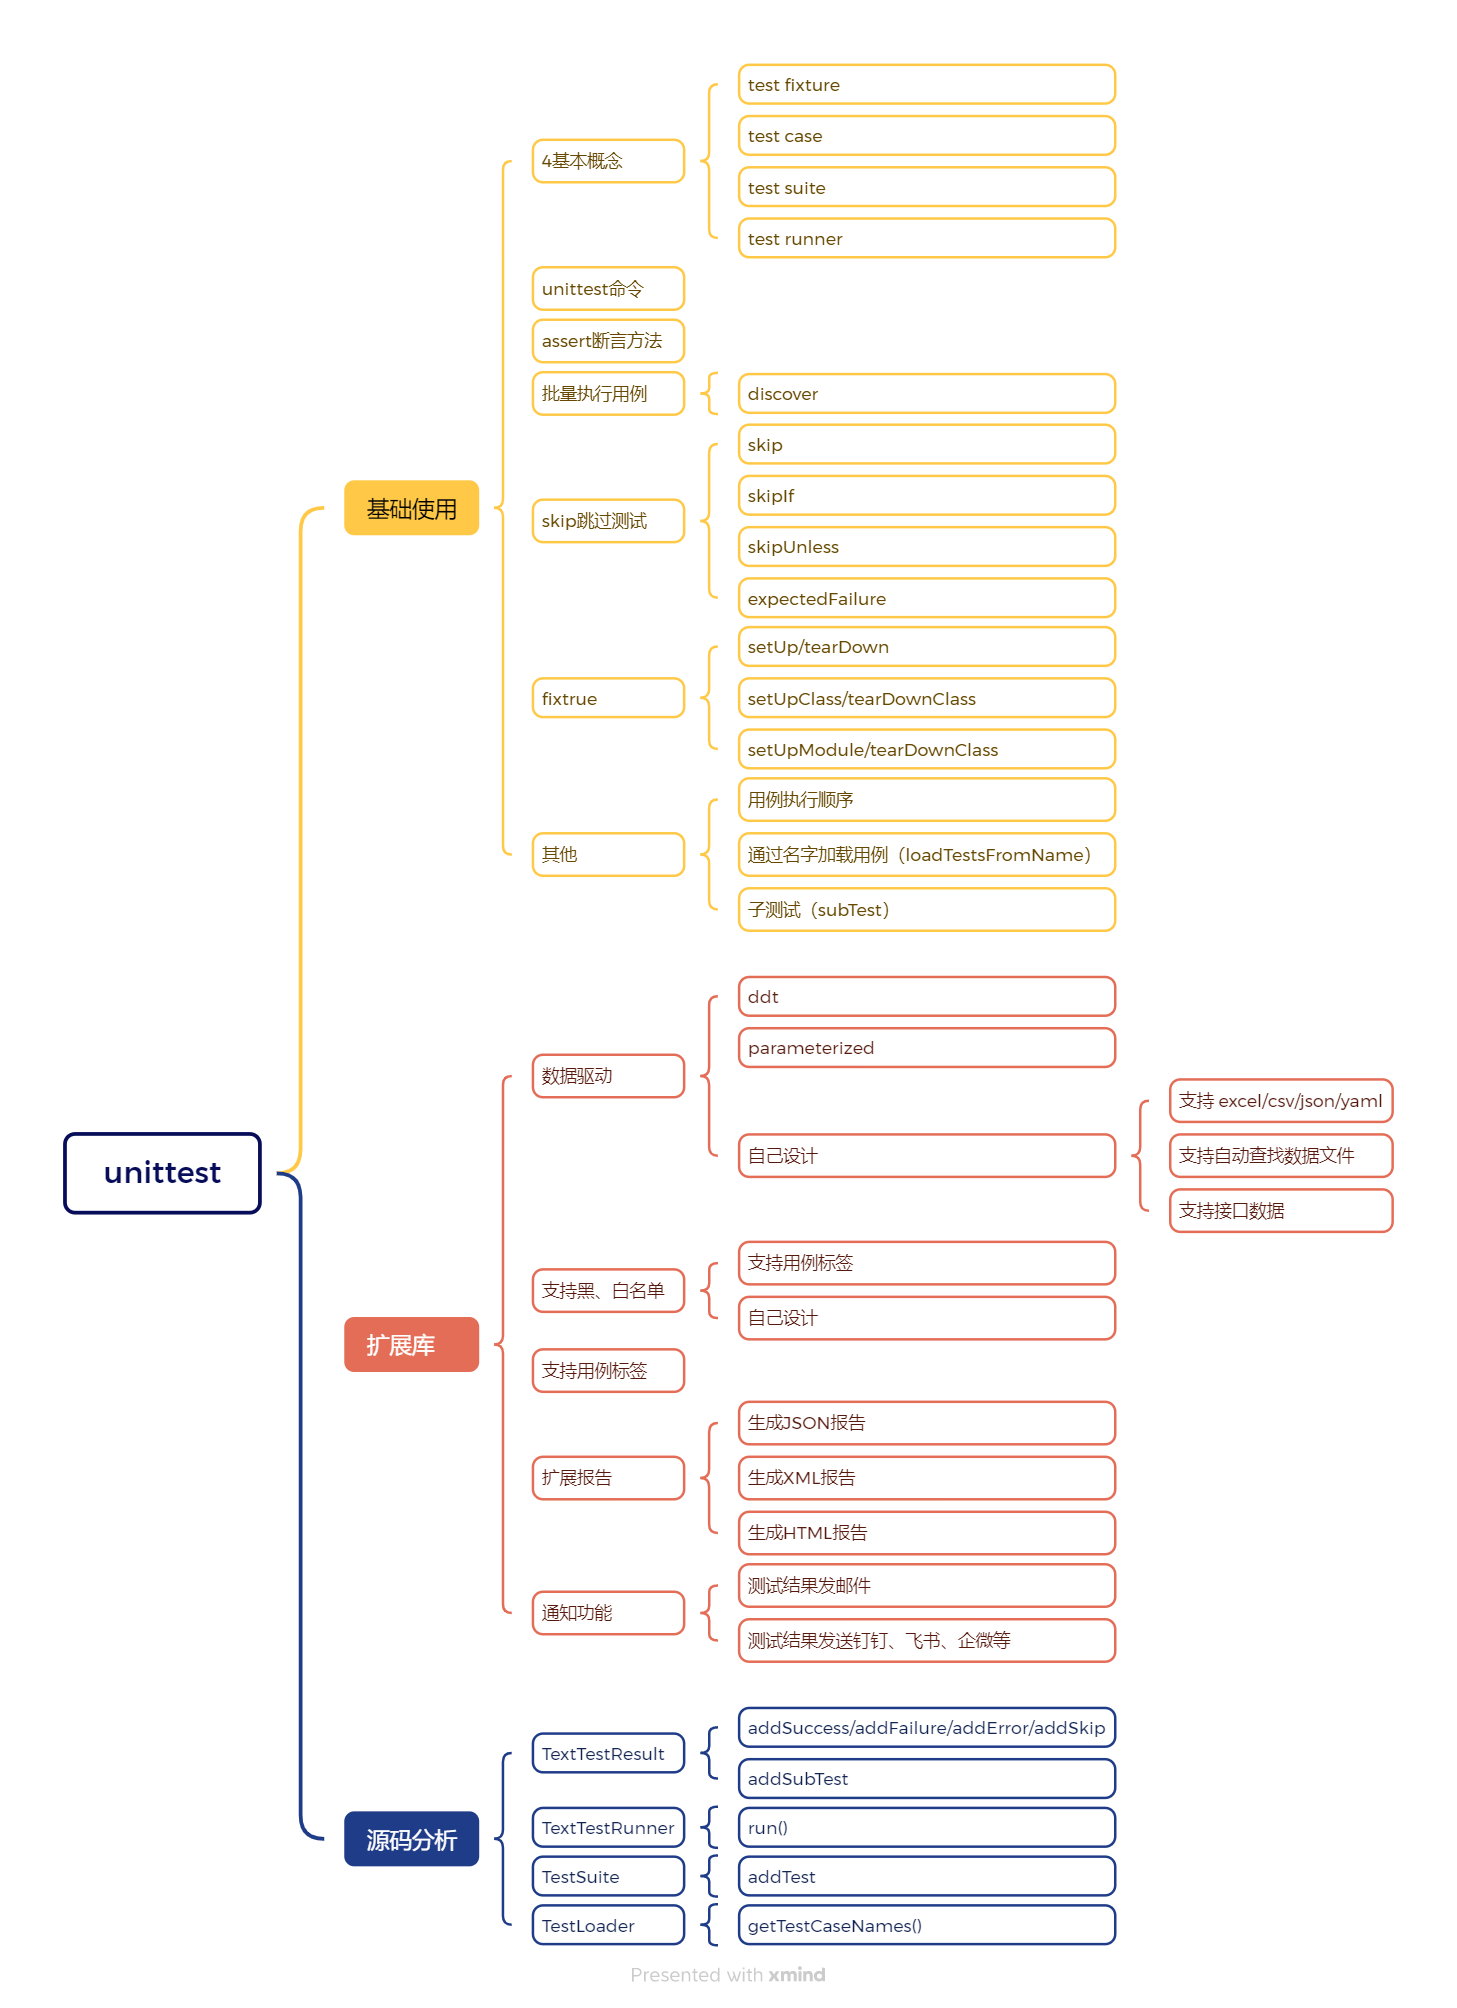 unittest
基础使用
4基本概念
test fixture
test case
test suite
test runner
unittest命令
assert断言方法
批量执行用例
discover
skip跳过测试
skip
skipIf
skipUnless
expectedFailure
fixtrue
setUp/tearDown
setUpClass/tearDownClass
setUpModule/tearDownClass
其他
用例执行顺序
通过名字加载用例（loadTestsFromName）
子测试（subTest）
扩展库
数据驱动
ddt
parameterized
自己设计
支持 excel/csv/json/yaml
支持自动查找数据文件
支持接口数据
支持黑、白名单
支持用例标签
自己设计
支持用例标签
扩展报告
生成JSON报告
生成XML报告
生成HTML报告
通知功能
测试结果发邮件
测试结果发送钉钉、飞书、企微等
源码分析
TextTestResult
addSuccess/addFailure/addError/addSkip
addSubTest
TextTestRunner
run()
TestSuite
addTest
TestLoader
getTestCaseNames()
Presented with xmind